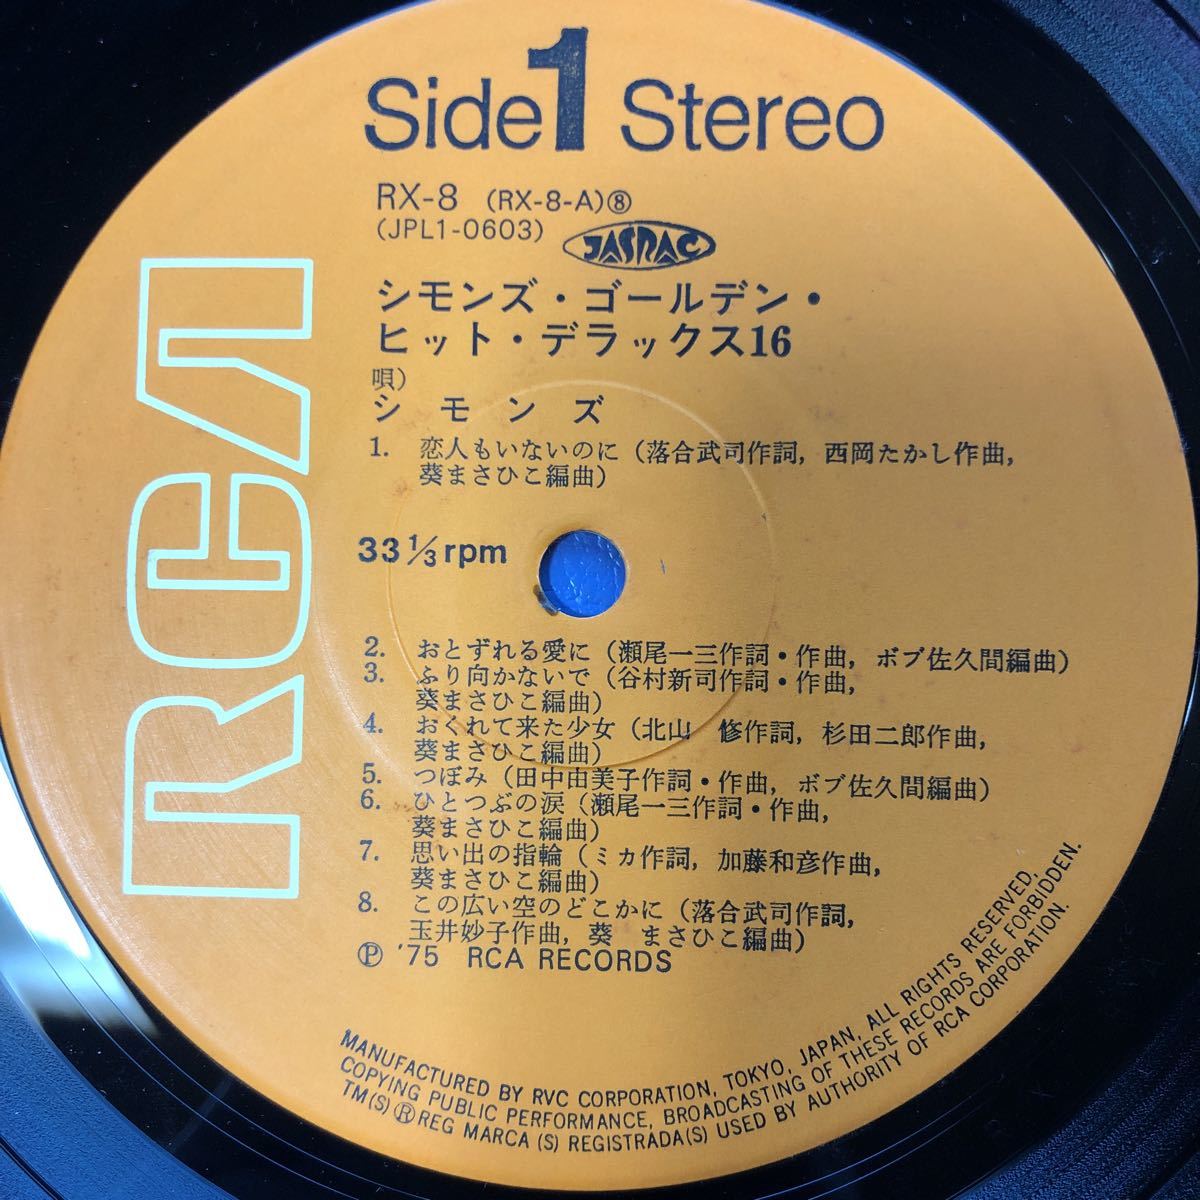 Side 1 Stereo
RX-8 (RX-8-A)⑧
(JPL1-0603) JASRAC
シモンズ・ゴールデン・
ヒット・デラックス16
唄)
シモンズ
1. 恋人もいないのに (落合武司作詞, 西岡たかし作曲,
葵まさひこ編曲)
33 1/3 rpm
2. おとずれる愛に (瀬尾一三作詞・作曲, ボブ佐久間編曲)
3. ふり向かないで (谷村新司作詞・作曲,
葵まさひこ編曲)
4. おくれて来た少女 (北山 修作詞, 杉田二郎作曲,
葵まさひこ編曲)
5. つぼみ (田中由美子作詞・作曲, ボブ佐久間編曲)
6. ひとつぶの涙 (瀬尾一三作詞・作曲,
葵まさひこ編曲)
7. 思い出の指輪 (ミカ作詞, 加藤和彦作曲,
葵まさひこ編曲)
8. この広い空のどこかに (落合武司作詞,
玉井妙子作曲, 葵 まさひこ編曲)
Ⓟ '75 RCA RECORDS
MANUFACTURED BY RVC CORPORATION, TOKYO, JAPAN, ALL RIGHTS RESERVED,
COPYING PUBLIC PERFORMANCE, BROADCASTING OF THESE RECORDS ARE FORBIDDEN.
TM(S) ® REG MARCA (S) REGISTRADA(S) USED BY AUTHORITY OF RCA CORPORATION.
RCA